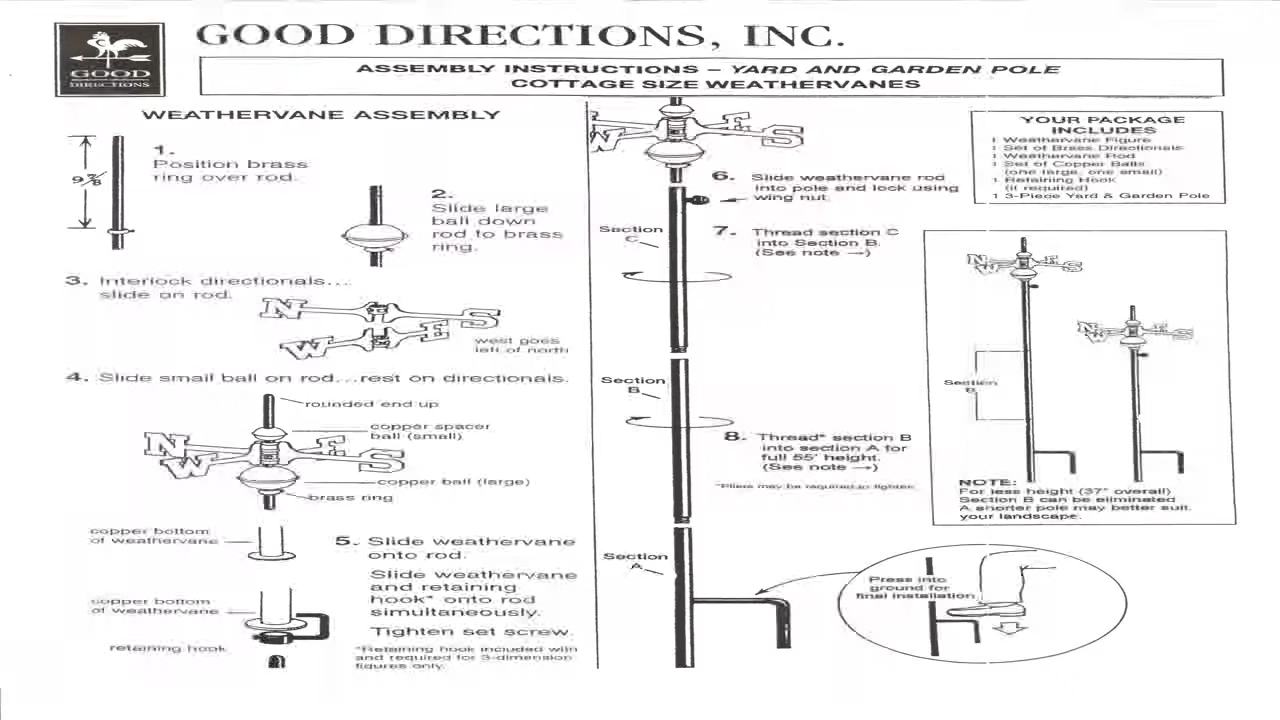 GOOD
DIRECTIONS
GOOD DIRECTIONS, INC.
ASSEMBLY INSTRUCTIONS – YARD AND GARDEN POLE
COTTAGE SIZE WEATHERVANES
WEATHERVANE ASSEMBLY
9 7/8
1.
Position brass
ring over rod.
2.
Slide large
ball down
rod to brass
ring.
3. Interlock directionals...
slide on rod.
N
S
W
E
west goes
left of north
4. Slide small ball on rod...rest on directionals.
rounded end up
copper spacer
ball (small)
N
E
W
S
copper ball (large)
brass ring
copper bottom
of weathervane
5. Slide weathervane
onto rod.
Slide weathervane
and retaining
hook* onto rod
simultaneously.
Tighten set screw.
copper bottom
of weathervane
retaining hook
*Retaining hook included with
and required for 3-dimension
figures only.
W
E
S
6. Slide weathervane rod
into pole and lock using
wing nut.
Section
C
7. Thread section C
into Section B.
(See note →)
Section
B
8. Thread* section B
into section A for
full 55' height.
(See note →)
*Pliers may be required to tighten.
Section
A
YOUR PACKAGE
INCLUDES
1 Weathervane Figure
1 Set of Brass Directionals
1 Weathervane Rod
1 Set of Copper Balls
(one large, one small)
1 Retaining Hook
(if required)
1 3-Piece Yard & Garden Pole
N
E
W
S
N
E
W
S
Section
B
NOTE:
For less height (37" overall)
Section B can be eliminated
A shorter pole may better suit
your landscape.
Press into
ground for
final installation